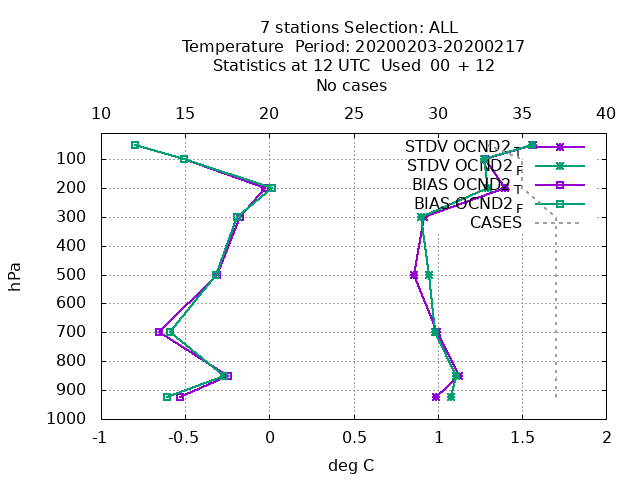 7 stations Selection: ALL
Temperature  Period: 20200203-20200217
Statistics at 12 UTC  Used  00 + 12
No cases
10 15 20 25 30 35 40
STDV OCND2 T
STDV OCND2 F
BIAS OCND2 T
BIAS OCND2 F
CASES
100
200
300
400
500
600
700
800
900
1000
hPa
-1 -0.5 0 0.5 1 1.5 2
deg C